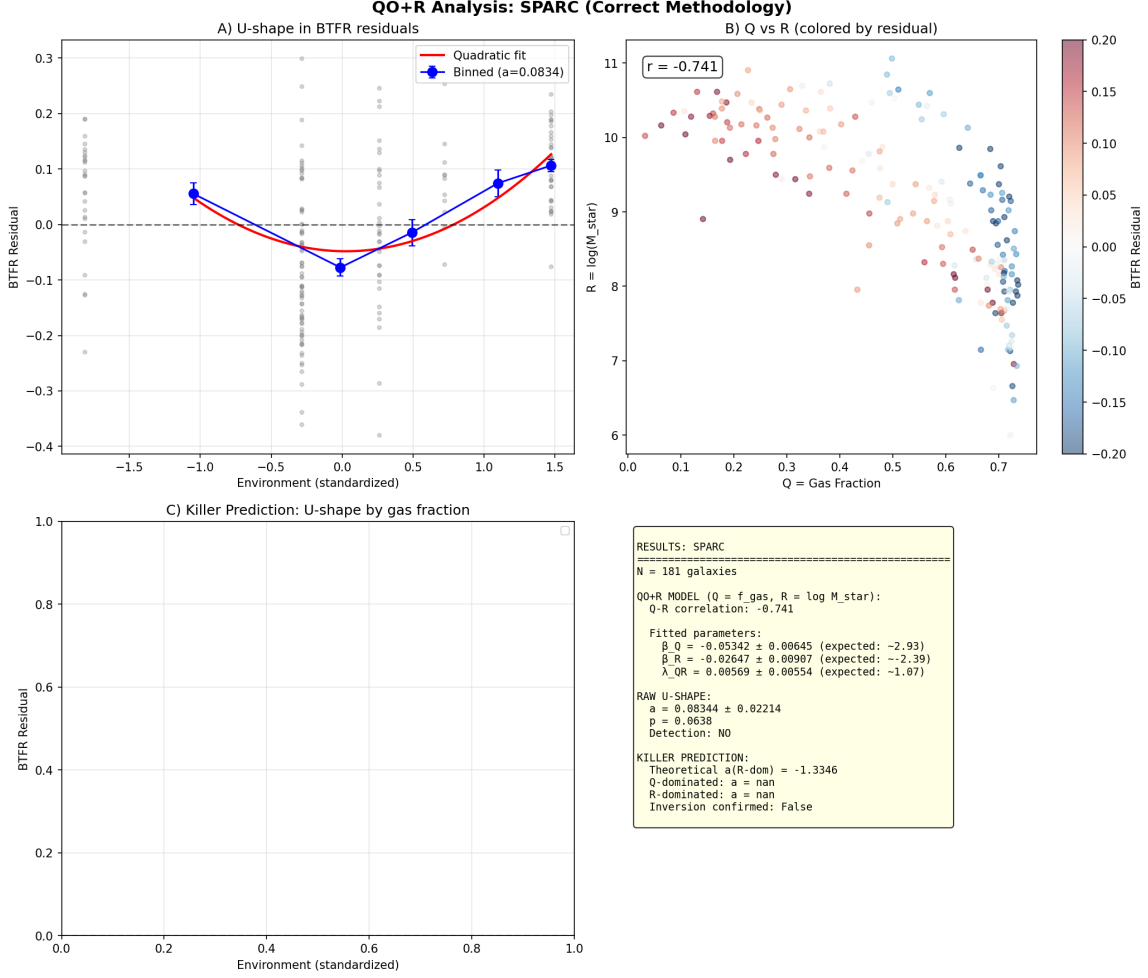 QO+R Analysis: SPARC (Correct Methodology)
A) U-shape in BTFR residuals
Quadratic fit
Binned (a=0.0834)
0.3
0.2
0.1
0.0
−0.1
−0.2
−0.3
−0.4
BTFR Residual
−1.5 −1.0 −0.5 0.0 0.5 1.0 1.5
Environment (standardized)
B) Q vs R (colored by residual)
r = -0.741
11
10
9
8
7
6
R = log(M_star)
0.0 0.1 0.2 0.3 0.4 0.5 0.6 0.7
Q = Gas Fraction
0.20
0.15
0.10
0.05
0.00
−0.05
−0.10
−0.15
−0.20
BTFR Residual
C) Killer Prediction: U-shape by gas fraction
1.0
0.8
0.6
0.4
0.2
0.0
BTFR Residual
0.0 0.2 0.4 0.6 0.8 1.0
Environment (standardized)
RESULTS: SPARC
==================================================
N = 181 galaxies
QO+R MODEL (Q = f_gas, R = log M_star):
Q-R correlation: -0.741
Fitted parameters:
β_Q = -0.05342 ± 0.00645 (expected: ~2.93)
β_R = -0.02647 ± 0.00907 (expected: ~-2.39)
λ_QR = 0.00569 ± 0.00554 (expected: ~1.07)
RAW U-SHAPE:
a = 0.08344 ± 0.02214
p = 0.0638
Detection: NO
KILLER PREDICTION:
Theoretical a(R-dom) = -1.3346
Q-dominated: a = nan
R-dominated: a = nan
Inversion confirmed: False